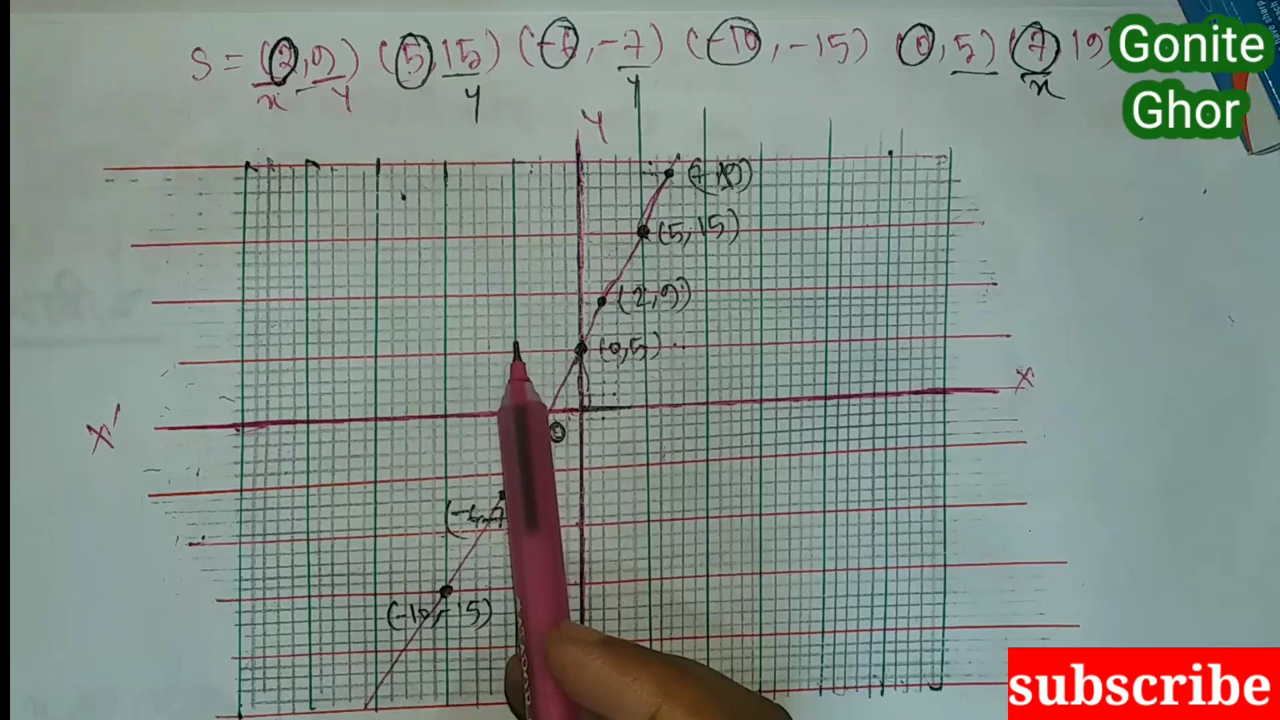 S = (2, 9) (5, 15) (-6, -7) (-10, -15) (0, 5) (7, 19)
x y y y x
Gonite
Ghor
Y
(7, 19)
(5, 15)
(2, 9)
(0, 5)
X
X'
O
(-6, -7
(-10, -15)
subscribe